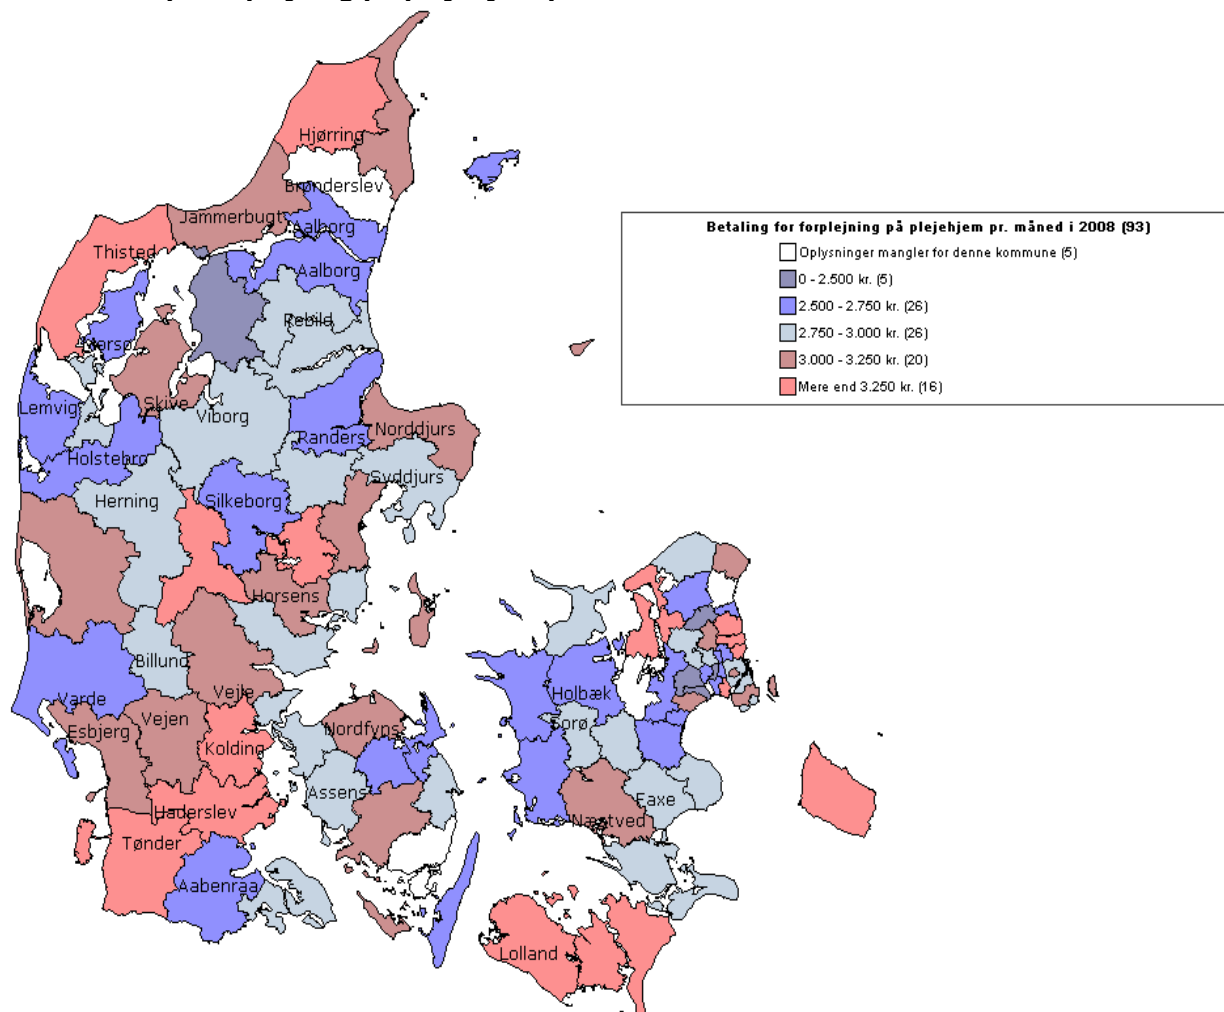 Hjørring
Brønderslev
Jammerbugt
Aalborg
Thisted
Aalborg
Rebild
Morsø
Lemvig
Skive
Viborg
Norddjurs
Randers
Holstebro
Syddjurs
Herning
Silkeborg
Horsens
Billund
Vejle
Varde
Holbæk
Vejen
Sorø
Esbjerg
Nordfyns
Kolding
Assens
Faxe
Haderslev
Næstved
Tønder
Aabenraa
Lolland
Betaling for forplejning på plejehjem pr. måned i 2008 (93)
Oplysninger mangler for denne kommune (5)
0 - 2.500 kr. (5)
2.500 - 2.750 kr. (26)
2.750 - 3.000 kr. (26)
3.000 - 3.250 kr. (20)
Mere end 3.250 kr. (16)